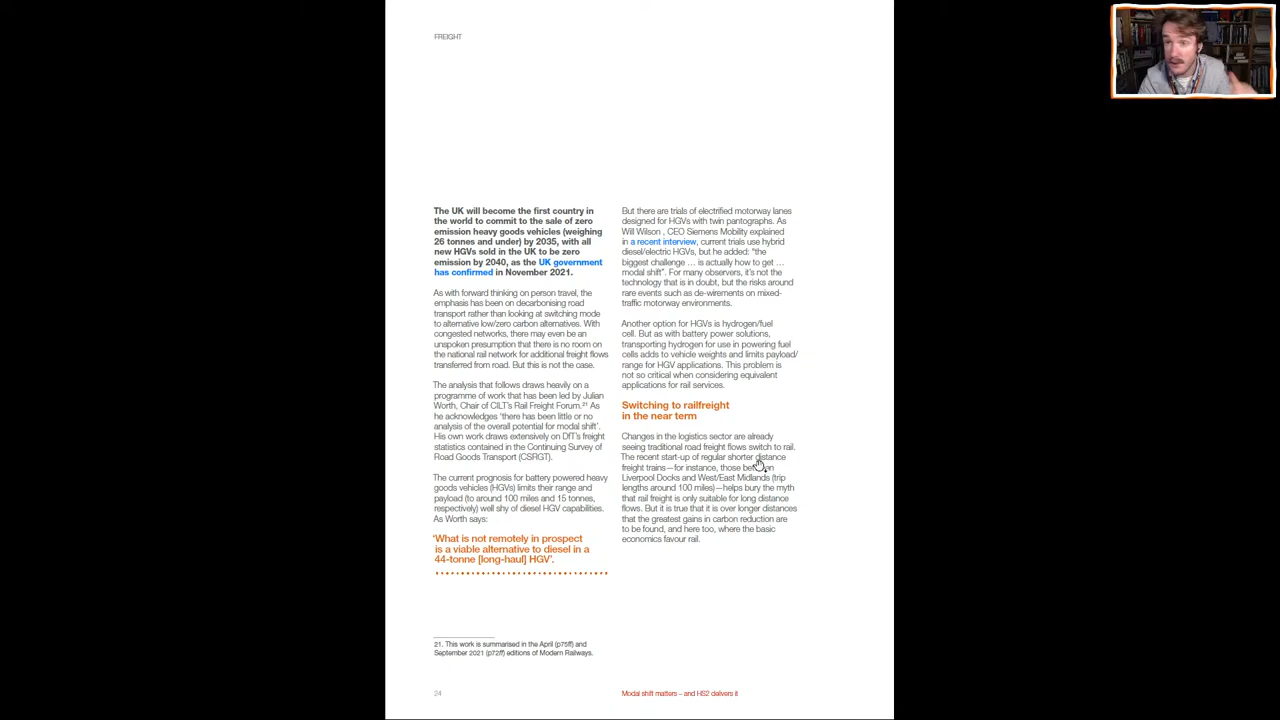 FREIGHT
The UK will become the first country in
the world to commit to the sale of zero
emission heavy goods vehicles (weighing
26 tonnes and under) by 2035, with all
new HGVs sold in the UK to be zero
emission by 2040, as the UK government
has confirmed in November 2021.
As with forward thinking on person travel, the
emphasis has been on decarbonising road
transport rather than looking at switching mode
to alternative low/zero carbon alternatives. With
congested networks, there may even be an
unspoken presumption that there is no room on
the national rail network for additional freight flows
transferred from road. But this is not the case.
The analysis that follows draws heavily on a
programme of work that has been led by Julian
Worth, Chair of CILT's Rail Freight Forum.²¹ As
he acknowledges 'there has been little or no
analysis of the overall potential for modal shift'.
His own work draws extensively on DfT's freight
statistics contained in the Continuing Survey of
Road Goods Transport (CSRGT).
The current prognosis for battery powered heavy
goods vehicles (HGVs) limits their range and
payload (to around 100 miles and 15 tonnes,
respectively) well shy of diesel HGV capabilities.
As Worth says:
'What is not remotely in prospect
is a viable alternative to diesel in a
44-tonne [long-haul] HGV'.
21. This work is summarised in the April (p75ff) and
September 2021 (p72ff) editions of Modern Railways.
But there are trials of electrified motorway lanes
designed for HGVs with twin pantographs. As
Will Wilson , CEO Siemens Mobility explained
in a recent interview, current trials use hybrid
diesel/electric HGVs, but he added: "the
biggest challenge … is actually how to get …
modal shift". For many observers, it's not the
technology that is in doubt, but the risks around
rare events such as de-wirements on mixed-
traffic motorway environments.
Another option for HGVs is hydrogen/fuel
cell. But as with battery power solutions,
transporting hydrogen for use in powering fuel
cells adds to vehicle weights and limits payload/
range for HGV applications. This problem is
not so critical when considering equivalent
applications for rail services.
Switching to railfreight
in the near term
Changes in the logistics sector are already
seeing traditional road freight flows switch to rail.
The recent start-up of regular shorter distance
freight trains—for instance, those between
Liverpool Docks and West/East Midlands (trip
lengths around 100 miles)—helps bury the myth
that rail freight is only suitable for long distance
flows. But it is true that it is over longer distances
that the greatest gains in carbon reduction are
to be found, and here too, where the basic
economics favour rail.
24
Modal shift matters – and HS2 delivers it